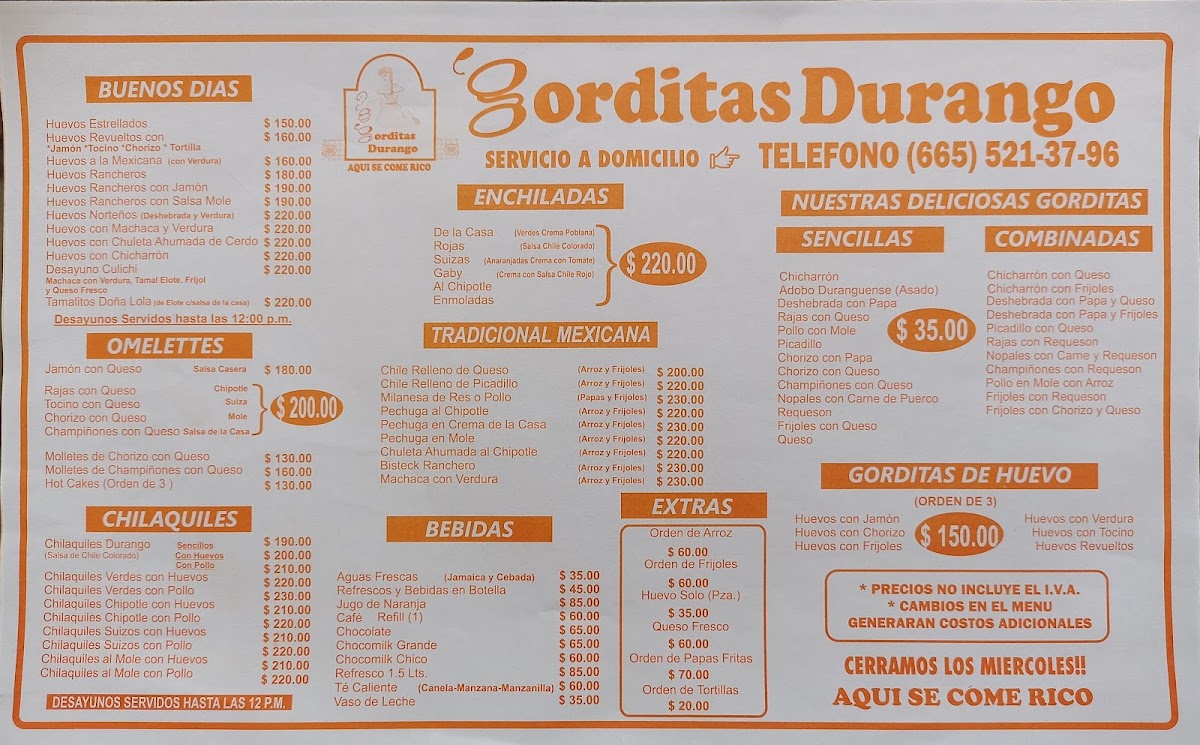 Gorditas Durango
Gorditas
Durango
AQUI SE COME RICO
SERVICIO A DOMICILIO TELEFONO (665) 521-37-96
BUENOS DIAS
Huevos Estrellados $ 150.00
Huevos Revueltos con $ 160.00
*Jamón *Tocino *Chorizo * Tortilla
Huevos a la Mexicana (con Verdura) $ 160.00
Huevos Rancheros $ 180.00
Huevos Rancheros con Jamón $ 190.00
Huevos Rancheros con Salsa Mole $ 190.00
Huevos Norteños (Deshebrada y Verdura) $ 220.00
Huevos con Machaca y Verdura $ 220.00
Huevos con Chuleta Ahumada de Cerdo $ 220.00
Huevos con Chicharrón $ 220.00
Desayuno Culichi $ 220.00
Machaca con Verdura, Tamal Elote, Frijol
y Queso Fresco
Tamalitos Doña Lola (de Elote c/salsa de la casa) $ 220.00
Desayunos Servidos hasta las 12:00 p.m.
OMELETTES
Jamón con Queso Salsa Casera $ 180.00
Rajas con Queso Chipotle
Tocino con Queso Suiza
$ 200.00
Chorizo con Queso Mole
Champiñones con Queso Salsa de la Casa
Molletes de Chorizo con Queso $ 130.00
Molletes de Champiñones con Queso $ 160.00
Hot Cakes (Orden de 3 ) $ 130.00
CHILAQUILES
Chilaquiles Durango Sencillos $ 190.00
(Salsa de Chile Colorado) Con Huevos $ 200.00
Con Pollo $ 210.00
Chilaquiles Verdes con Huevos $ 220.00
Chilaquiles Verdes con Pollo $ 230.00
Chilaquiles Chipotle con Huevos $ 210.00
Chilaquiles Chipotle con Pollo $ 220.00
Chilaquiles Suizos con Huevos $ 210.00
Chilaquiles Suizos con Pollo $ 220.00
Chilaquiles al Mole con Huevos $ 210.00
Chilaquiles al Mole con Pollo $ 220.00
DESAYUNOS SERVIDOS HASTA LAS 12 P.M.
ENCHILADAS
De la Casa (Verdes Crema Poblana)
Rojas (Salsa Chile Colorado)
Suizas (Anaranjadas Crema con Tomate)
$ 220.00
Gaby (Crema con Salsa Chile Rojo)
Al Chipotle
Enmoladas
TRADICIONAL MEXICANA
Chile Relleno de Queso (Arroz y Frijoles) $ 200.00
Chile Relleno de Picadillo (Arroz y Frijoles) $ 220.00
Milanesa de Res o Pollo (Papas y Frijoles) $ 230.00
Pechuga al Chipotle (Arroz y Frijoles) $ 220.00
Pechuga en Crema de la Casa (Arroz y Frijoles) $ 230.00
Pechuga en Mole (Arroz y Frijoles) $ 220.00
Chuleta Ahumada al Chipotle (Arroz y Frijoles) $ 220.00
Bisteck Ranchero (Arroz y Frijoles) $ 230.00
Machaca con Verdura (Arroz y Frijoles) $ 230.00
BEBIDAS
Aguas Frescas (Jamaica y Cebada) $ 35.00
Refrescos y Bebidas en Botella $ 45.00
Jugo de Naranja $ 85.00
Café Refill (1) $ 60.00
Chocolate $ 65.00
Chocomilk Grande $ 65.00
Chocomilk Chico $ 60.00
Refresco 1.5 Lts. $ 85.00
Té Caliente (Canela-Manzana-Manzanilla) $ 60.00
Vaso de Leche $ 35.00
EXTRAS
Orden de Arroz
$ 60.00
Orden de Frijoles
$ 60.00
Huevo Solo (Pza.)
$ 35.00
Queso Fresco
$ 60.00
Orden de Papas Fritas
$ 70.00
Orden de Tortillas
$ 20.00
NUESTRAS DELICIOSAS GORDITAS
SENCILLAS
Chicharrón
Adobo Duranguense (Asado)
Deshebrada con Papa
Rajas con Queso
Pollo con Mole
$ 35.00
Picadillo
Chorizo con Papa
Chorizo con Queso
Champiñones con Queso
Nopales con Carne de Puerco
Requeson
Frijoles con Queso
Queso
COMBINADAS
Chicharrón con Queso
Chicharrón con Frijoles
Deshebrada con Papa y Queso
Deshebrada con Papa y Frijoles
Picadillo con Queso
Rajas con Requeson
Nopales con Carne y Requeson
Champiñones con Requeson
Pollo en Mole con Arroz
Frijoles con Requeson
Frijoles con Chorizo y Queso
GORDITAS DE HUEVO
(ORDEN DE 3)
Huevos con Jamón Huevos con Verdura
Huevos con Chorizo $ 150.00 Huevos con Tocino
Huevos con Frijoles Huevos Revueltos
* PRECIOS NO INCLUYE EL I.V.A.
* CAMBIOS EN EL MENU
GENERARAN COSTOS ADICIONALES
CERRAMOS LOS MIERCOLES!!
AQUI SE COME RICO